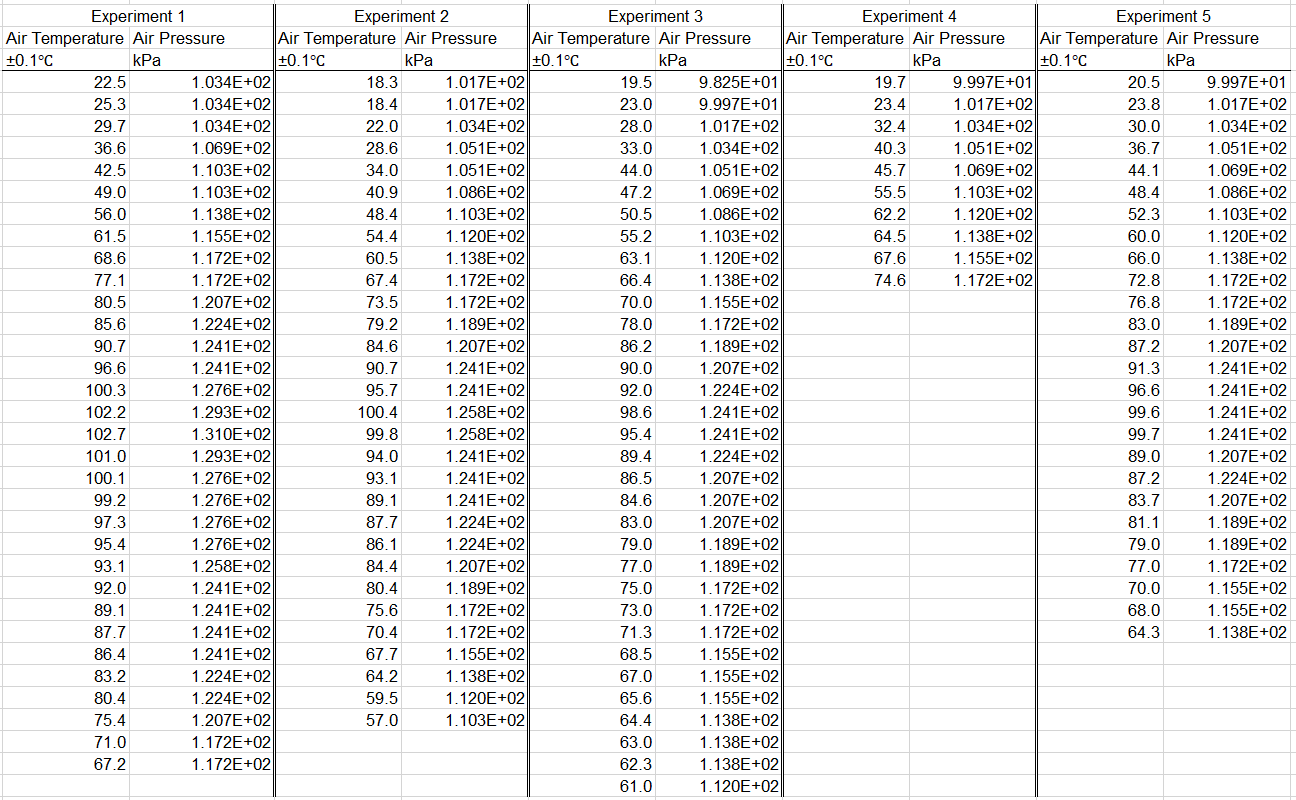 Experiment 1 Experiment 2 Experiment 3 Experiment 4 Experiment 5
Air Temperature Air Pressure Air Temperature Air Pressure Air Temperature Air Pressure Air Temperature Air Pressure Air Temperature Air Pressure
±0.1°C kPa ±0.1°C kPa ±0.1°C kPa ±0.1°C kPa ±0.1°C kPa
22.5 1.034E+02 18.3 1.017E+02 19.5 9.825E+01 19.7 9.997E+01 20.5 9.997E+01
25.3 1.034E+02 18.4 1.017E+02 23.0 9.997E+01 23.4 1.017E+02 23.8 1.017E+02
29.7 1.034E+02 22.0 1.034E+02 28.0 1.017E+02 32.4 1.034E+02 30.0 1.034E+02
36.6 1.069E+02 28.6 1.051E+02 33.0 1.034E+02 40.3 1.051E+02 36.7 1.051E+02
42.5 1.103E+02 34.0 1.051E+02 44.0 1.051E+02 45.7 1.069E+02 44.1 1.069E+02
49.0 1.103E+02 40.9 1.086E+02 47.2 1.069E+02 55.5 1.103E+02 48.4 1.086E+02
56.0 1.138E+02 48.4 1.103E+02 50.5 1.086E+02 62.2 1.120E+02 52.3 1.103E+02
61.5 1.155E+02 54.4 1.120E+02 55.2 1.103E+02 64.5 1.138E+02 60.0 1.120E+02
68.6 1.172E+02 60.5 1.138E+02 63.1 1.120E+02 67.6 1.155E+02 66.0 1.138E+02
77.1 1.172E+02 67.4 1.172E+02 66.4 1.138E+02 74.6 1.172E+02 72.8 1.172E+02
80.5 1.207E+02 73.5 1.172E+02 70.0 1.155E+02 76.8 1.172E+02
85.6 1.224E+02 79.2 1.189E+02 78.0 1.172E+02 83.0 1.189E+02
90.7 1.241E+02 84.6 1.207E+02 86.2 1.189E+02 87.2 1.207E+02
96.6 1.241E+02 90.7 1.241E+02 90.0 1.207E+02 91.3 1.241E+02
100.3 1.276E+02 95.7 1.241E+02 92.0 1.224E+02 96.6 1.241E+02
102.2 1.293E+02 100.4 1.258E+02 98.6 1.241E+02 99.6 1.241E+02
102.7 1.310E+02 99.8 1.258E+02 95.4 1.241E+02 99.7 1.241E+02
101.0 1.293E+02 94.0 1.241E+02 89.4 1.224E+02 89.0 1.207E+02
100.1 1.276E+02 93.1 1.241E+02 86.5 1.207E+02 87.2 1.224E+02
99.2 1.276E+02 89.1 1.241E+02 84.6 1.207E+02 83.7 1.207E+02
97.3 1.276E+02 87.7 1.224E+02 83.0 1.207E+02 81.1 1.189E+02
95.4 1.276E+02 86.1 1.224E+02 79.0 1.189E+02 79.0 1.189E+02
93.1 1.258E+02 84.4 1.207E+02 77.0 1.189E+02 77.0 1.172E+02
92.0 1.241E+02 80.4 1.189E+02 75.0 1.172E+02 70.0 1.155E+02
89.1 1.241E+02 75.6 1.172E+02 73.0 1.172E+02 68.0 1.155E+02
87.7 1.241E+02 70.4 1.172E+02 71.3 1.172E+02 64.3 1.138E+02
86.4 1.241E+02 67.7 1.155E+02 68.5 1.155E+02
83.2 1.224E+02 64.2 1.138E+02 67.0 1.155E+02
80.4 1.224E+02 59.5 1.120E+02 65.6 1.155E+02
75.4 1.207E+02 57.0 1.103E+02 64.4 1.138E+02
71.0 1.172E+02 63.0 1.138E+02
67.2 1.172E+02 62.3 1.138E+02
61.0 1.120E+02